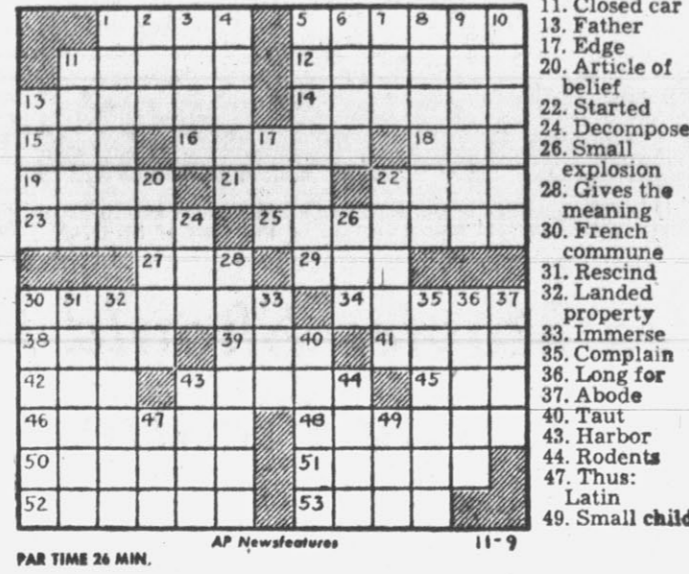 1 2 3 4 5 6 7 8 9 10
11 12
13 14
15 16 17 18
19 20 21 22
23 24 25 26
27 28 29
30 31 32 33 34 35 36 37
38 39 40 41
42 43 44 45
46 47 48 49
50 51
52 53
AP Newsfeatures 11-9
PAR TIME 26 MIN.
11. Closed car
13. Father
17. Edge
20. Article of
belief
22. Started
24. Decompose
26. Small
explosion
28. Gives the
meaning
30. French
commune
31. Rescind
32. Landed
property
33. Immerse
35. Complain
36. Long for
37. Abode
40. Taut
43. Harbor
44. Rodents
47. Thus:
Latin
49. Small child